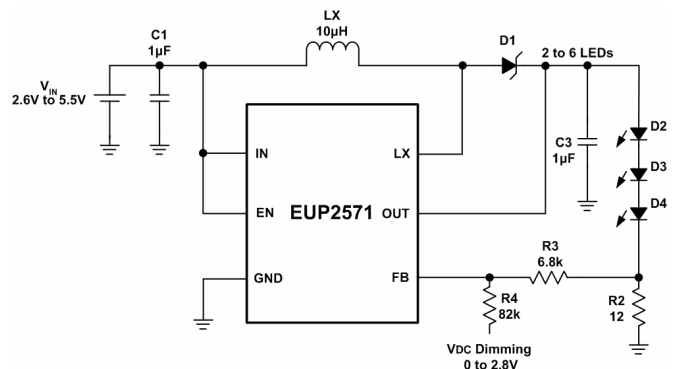 LX
10µH
C1
1µF
D1
2 to 6 LEDs
VIN
2.6V to 5.5V
D2
IN
LX
C3
1µF
D3
D4
EN
EUP2571
OUT
R3
6.8k
GND
FB
R4
82k
R2
12
VDC Dimming
0 to 2.8V